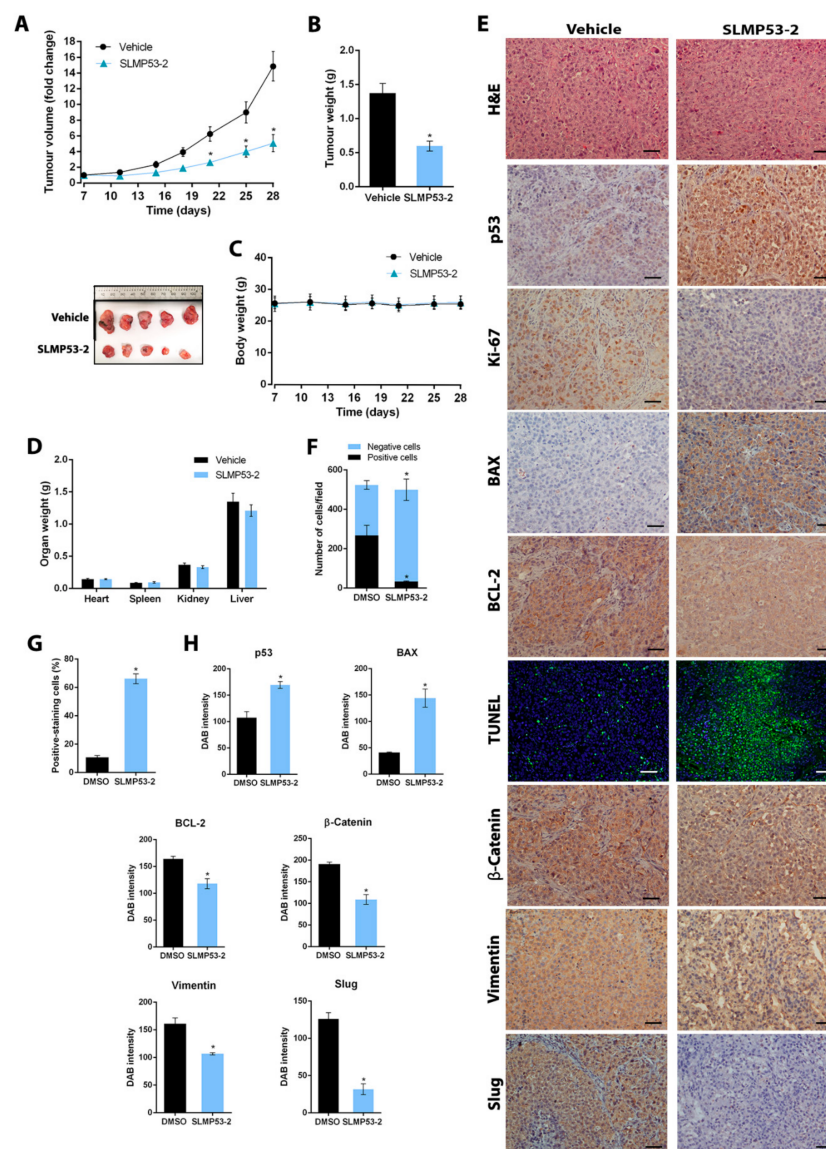 A
Tumour volume (fold change)
18
16
14
12
10
8
6
4
2
0
Vehicle
SLMP53-2
*
*
*
7 10 13 16 19 22 25 28
Time (days)
B
Tumour weight (g)
2.0
1.5
1.0
0.5
0.0
*
Vehicle SLMP53-2
Vehicle
SLMP53-2
C
Body weight (g)
40
30
20
10
0
Vehicle
SLMP53-2
7 10 13 16 19 22 25 28
Time (days)
D
Organ weight (g)
2.0
1.5
1.0
0.5
0.0
Vehicle
SLMP53-2
Heart Spleen Kidney Liver
F
Negative cells
Positive cells
Number of cells/field
600
400
200
0
*
*
DMSO SLMP53-2
G
Positive-staining cells (%)
80
60
40
20
0
*
DMSO SLMP53-2
H
p53
DAB intensity
200
150
100
50
0
*
DMSO SLMP53-2
BAX
DAB intensity
200
150
100
50
0
*
DMSO SLMP53-2
BCL-2
DAB intensity
200
150
100
50
0
*
DMSO SLMP53-2
β-Catenin
DAB intensity
200
150
100
50
0
*
DMSO SLMP53-2
Vimentin
DAB intensity
200
150
100
50
0
*
DMSO SLMP53-2
Slug
DAB intensity
150
100
50
0
*
DMSO SLMP53-2
E
Vehicle SLMP53-2
H&E
p53
Ki-67
BAX
BCL-2
TUNEL
β-Catenin
Vimentin
Slug